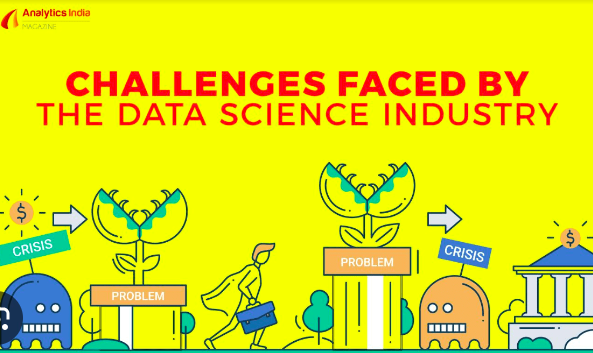 Analytics India
MAGAZINE
CHALLENGES FACED BY
THE DATA SCIENCE INDUSTRY
$
CRISIS
PROBLEM
PROBLEM
CRISIS
$